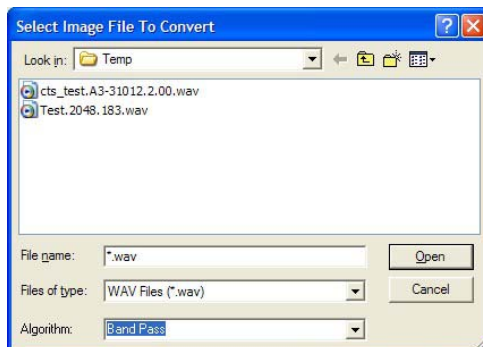 Select Image File To Convert
Look in: Temp
cts_test.A3-31012.2.00.wav
Test.2048.183.wav
File name: *.wav Open
Files of type: WAV Files (*.wav) Cancel
Algorithm: Band Pass